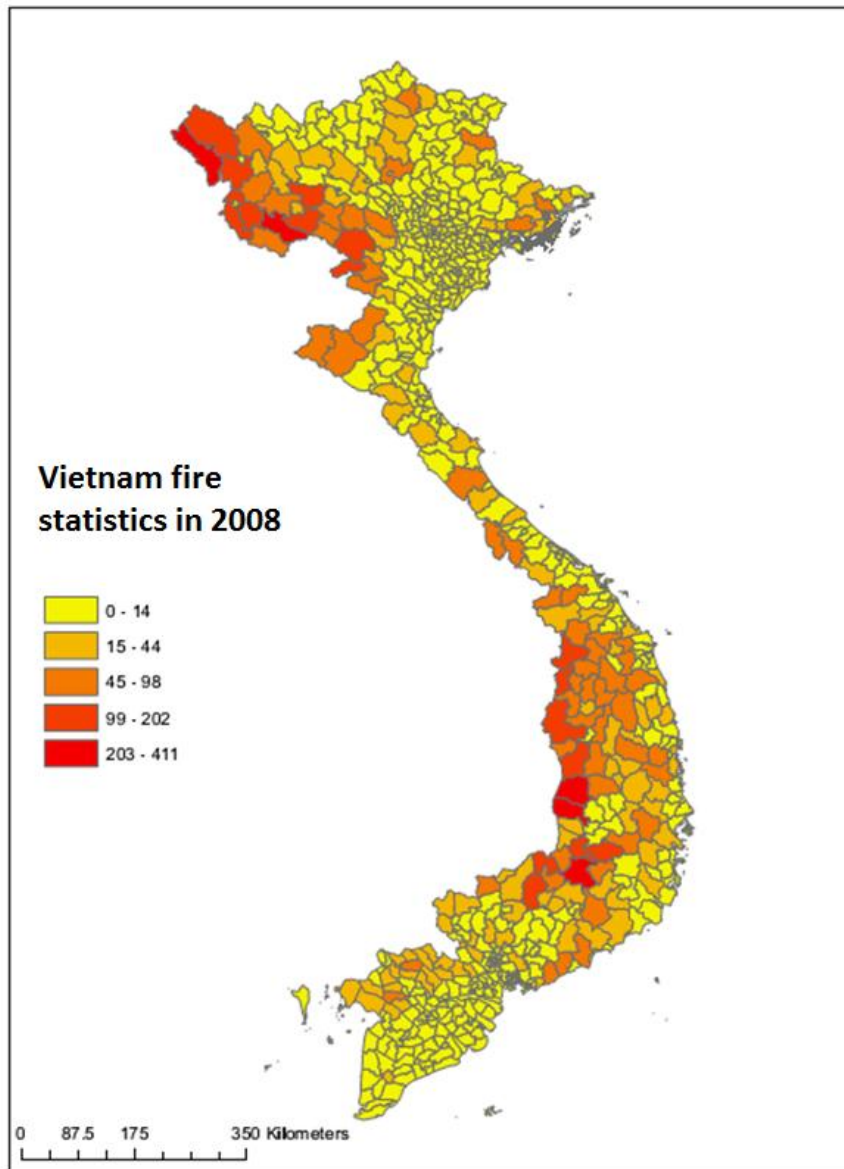 Vietnam fire
statistics in 2008
0 - 14
15 - 44
45 - 98
99 - 202
203 - 411
0 87.5 175 350 Kilometers